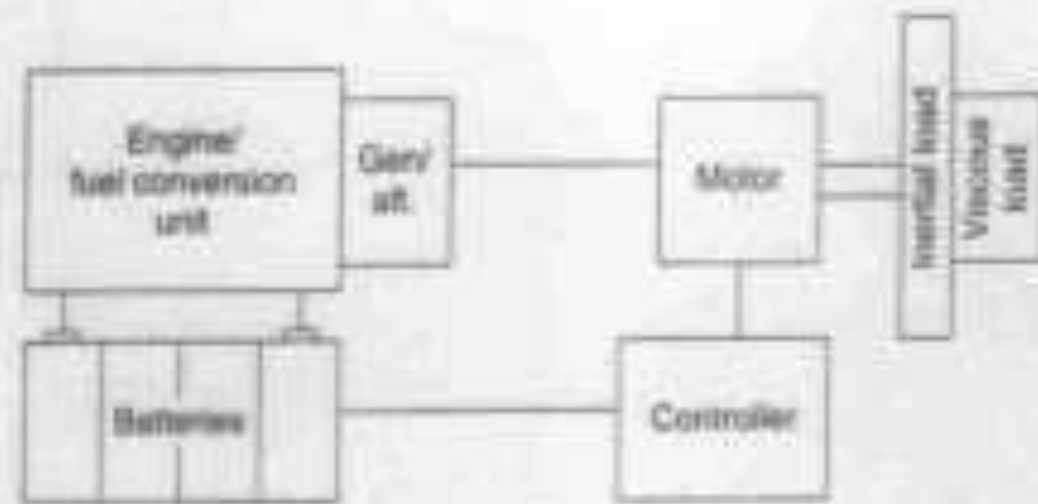 Engine/
fuel conversion
unit
Gen/
alt.
Motor
Inertial load
Viscous
load
Batteries
Controller